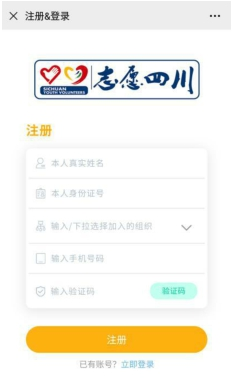 注册&登录
志愿四川
SICHUAN
YOUTH VOLUNTEERS
注册
本人真实姓名
本人身份证号
输入/下拉选择加入的组织
输入手机号码
输入验证码
验证码
注册
已有账号？立即登录